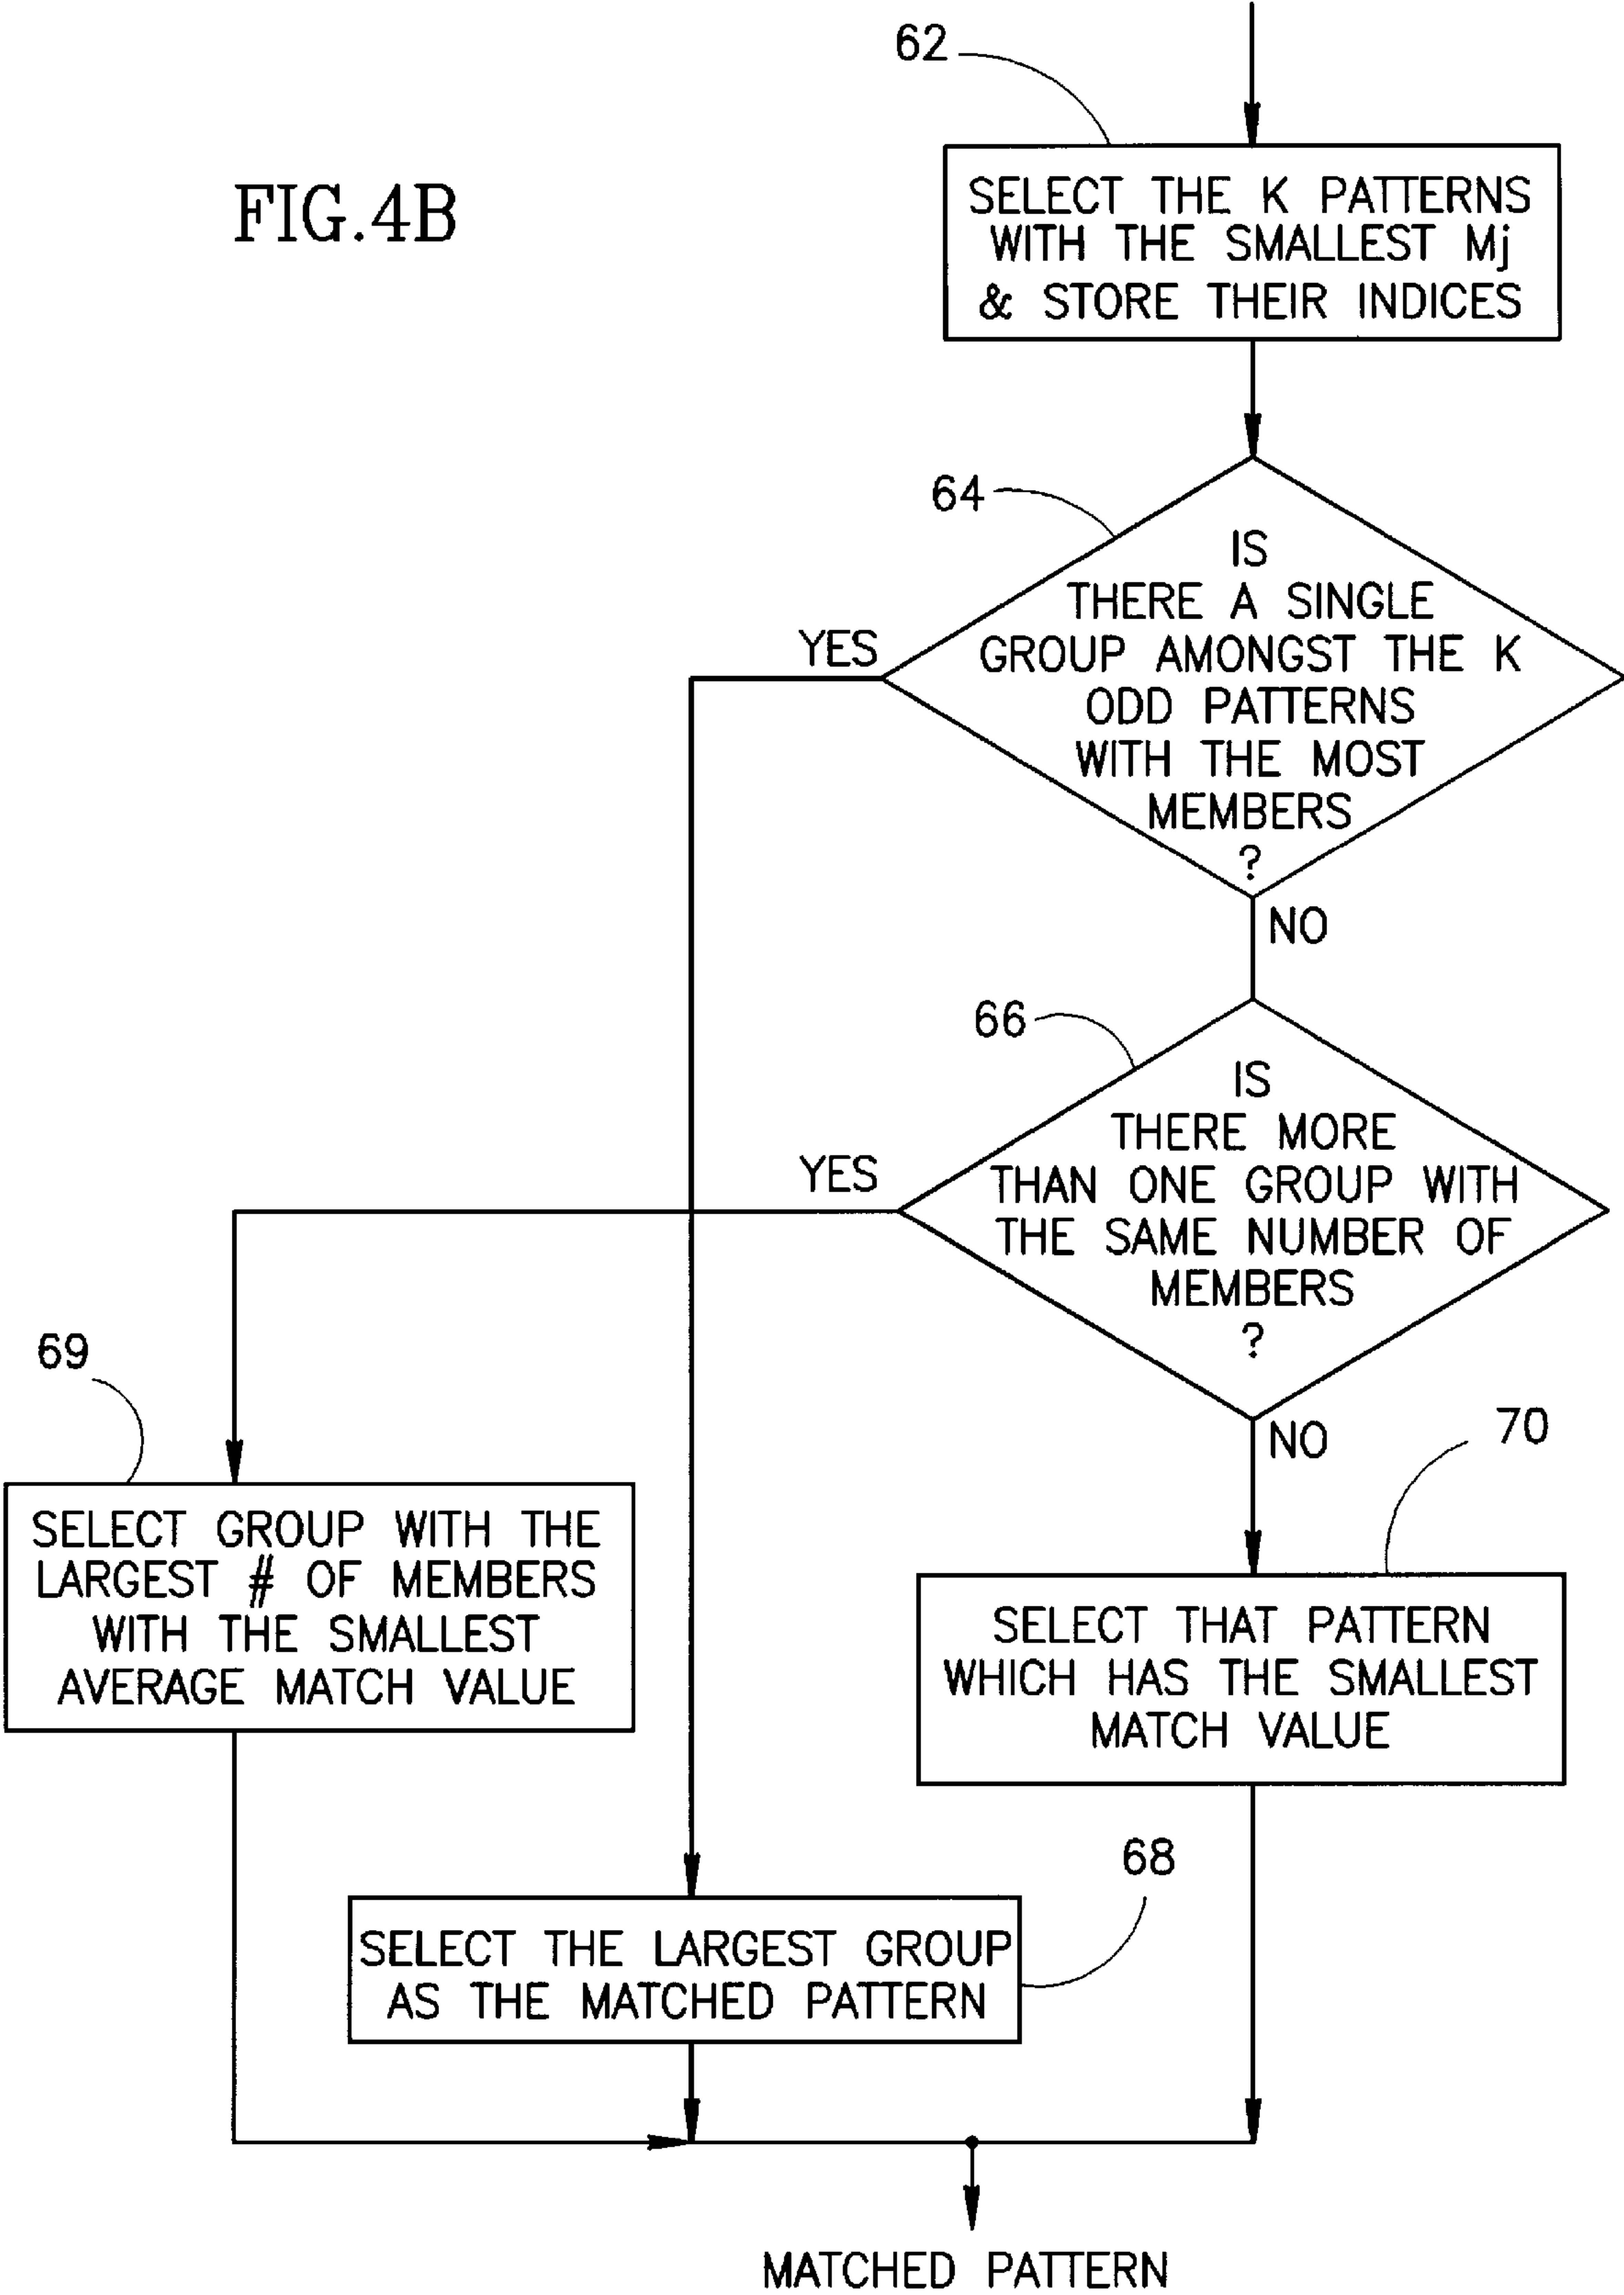 62
FIG.4B
SELECT THE K PATTERNS
WITH THE SMALLEST Mj
& STORE THEIR INDICES
64
IS
THERE A SINGLE
GROUP AMONGST THE K
ODD PATTERNS
WITH THE MOST
MEMBERS
?
YES
NO
66
IS
THERE MORE
THAN ONE GROUP WITH
THE SAME NUMBER OF
MEMBERS
?
YES
NO
69
SELECT GROUP WITH THE
LARGEST # OF MEMBERS
WITH THE SMALLEST
AVERAGE MATCH VALUE
70
SELECT THAT PATTERN
WHICH HAS THE SMALLEST
MATCH VALUE
68
SELECT THE LARGEST GROUP
AS THE MATCHED PATTERN
MATCHED PATTERN